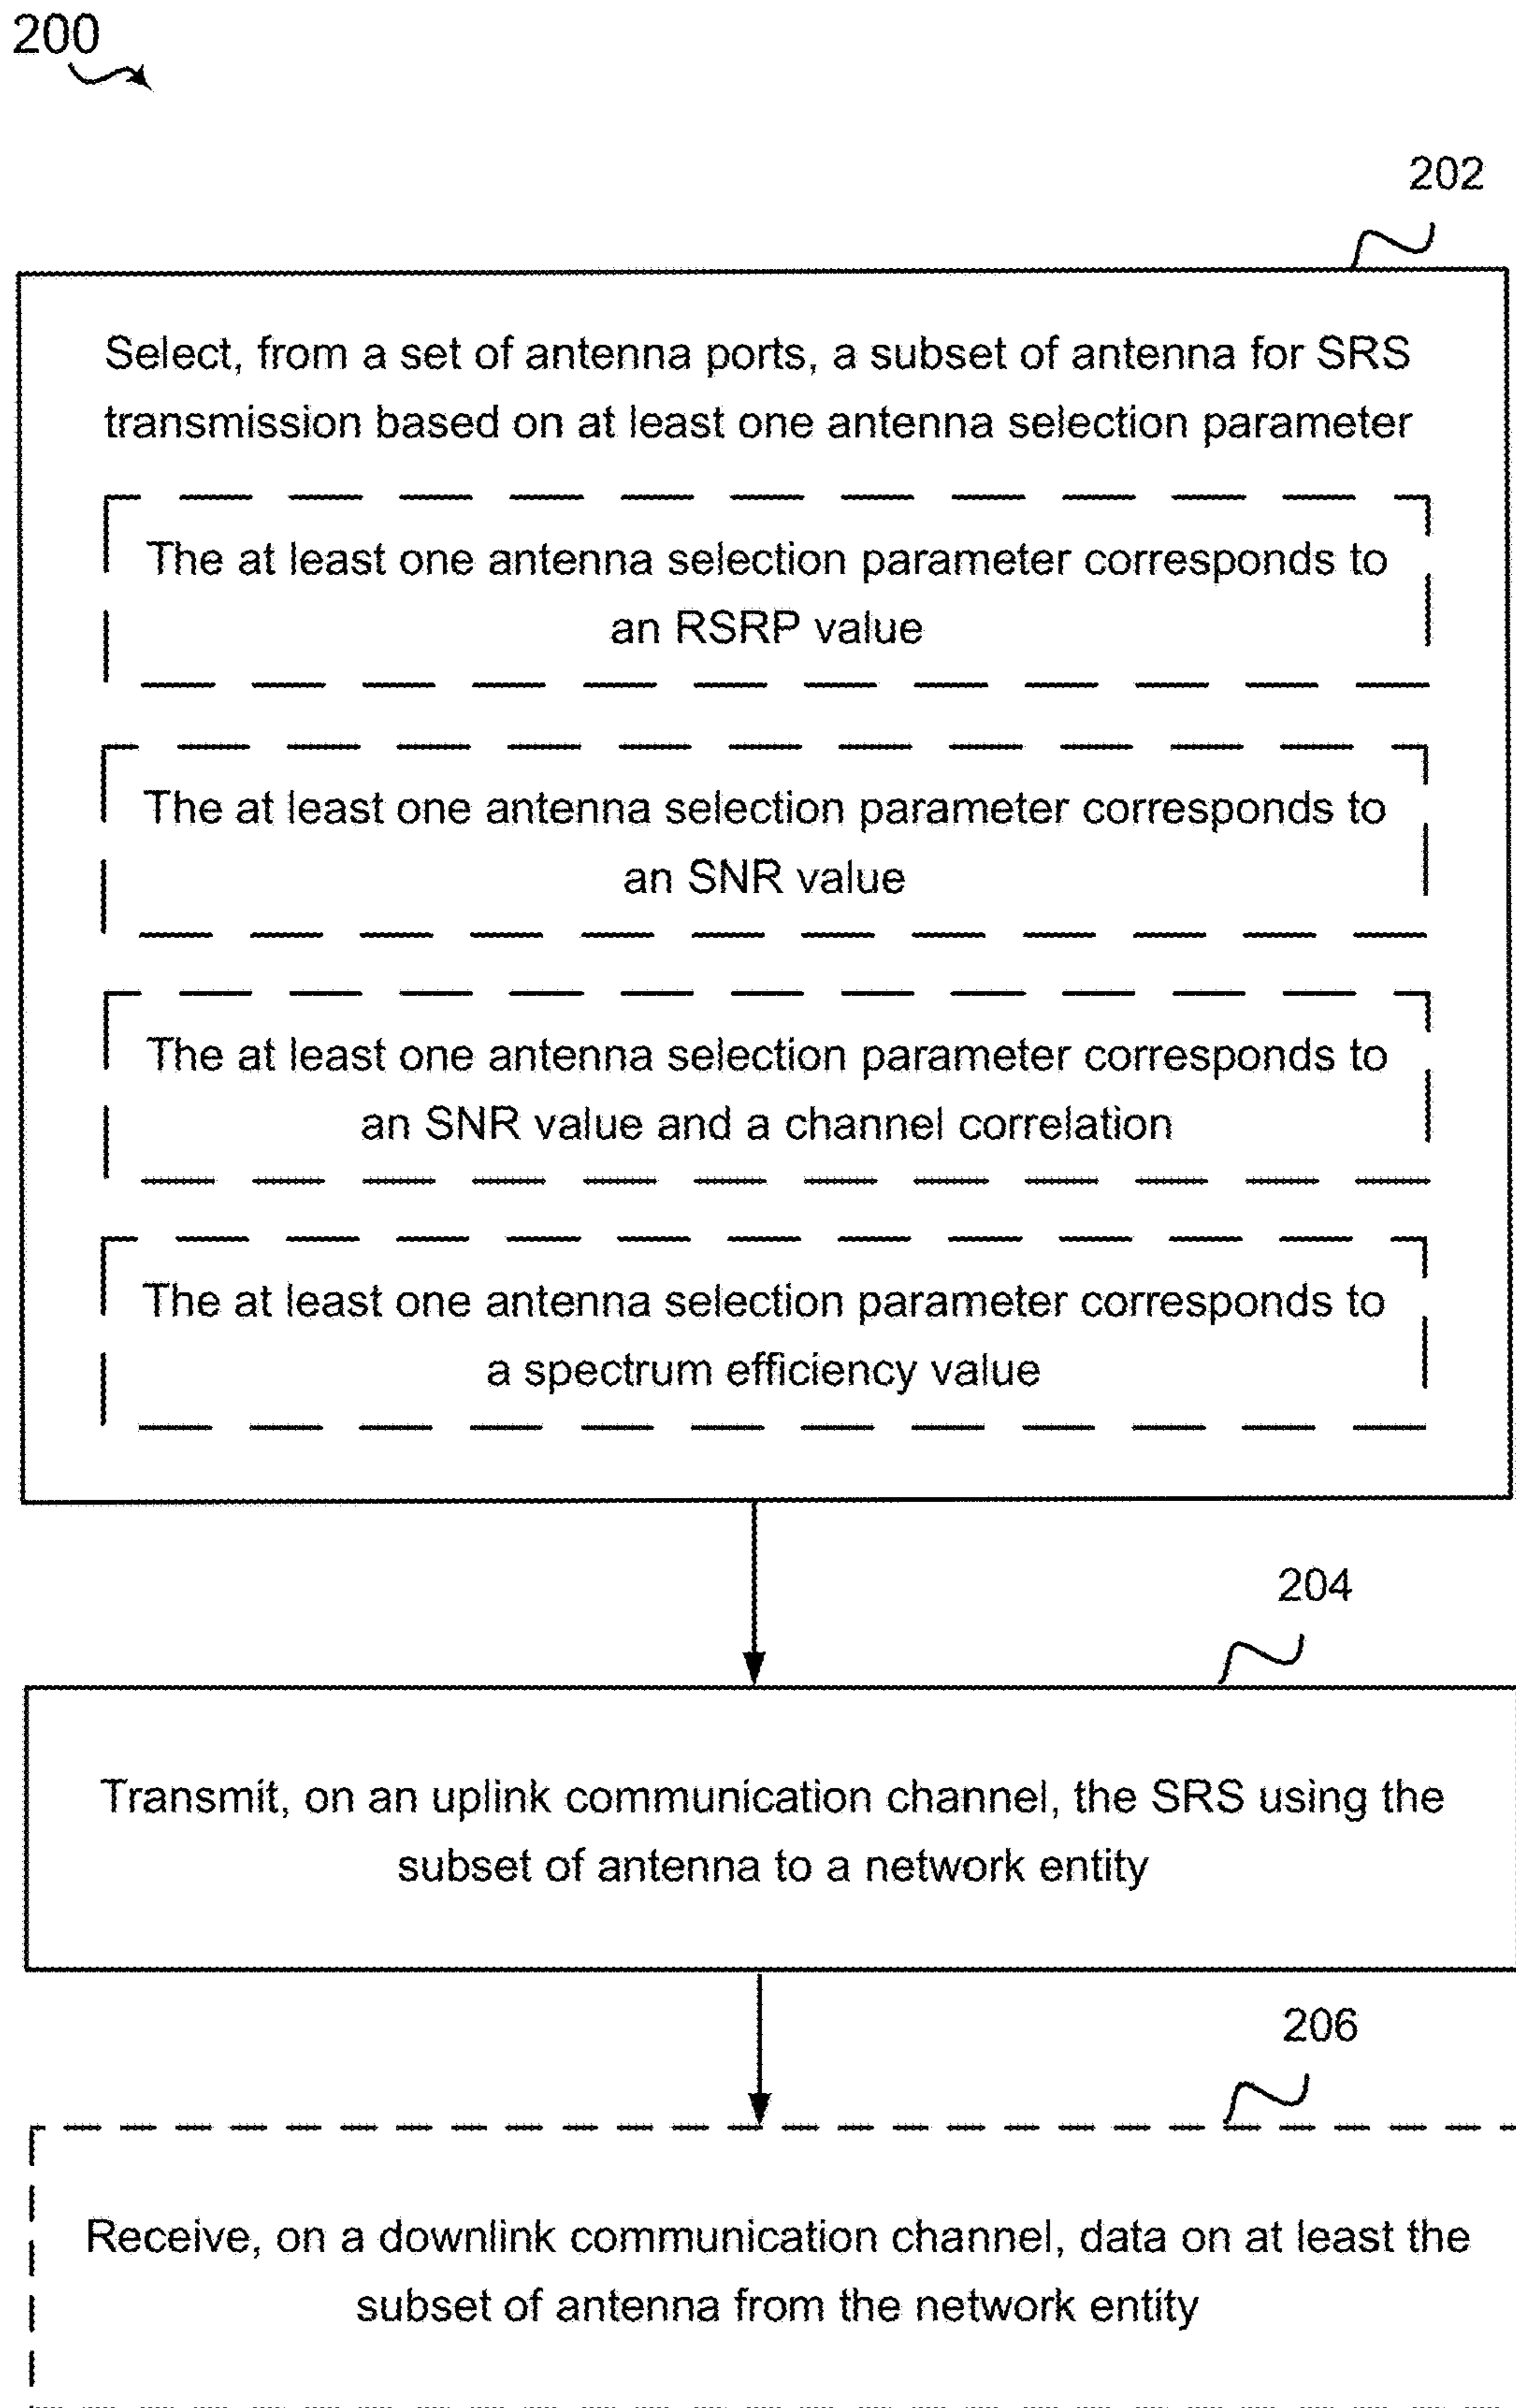 200
202
Select, from a set of antenna ports, a subset of antenna for SRS
transmission based on at least one antenna selection parameter
The at least one antenna selection parameter corresponds to
an RSRP value
The at least one antenna selection parameter corresponds to
an SNR value
The at least one antenna selection parameter corresponds to
an SNR value and a channel correlation
The at least one antenna selection parameter corresponds to
a spectrum efficiency value
204
Transmit, on an uplink communication channel, the SRS using the
subset of antenna to a network entity
206
Receive, on a downlink communication channel, data on at least the
subset of antenna from the network entity